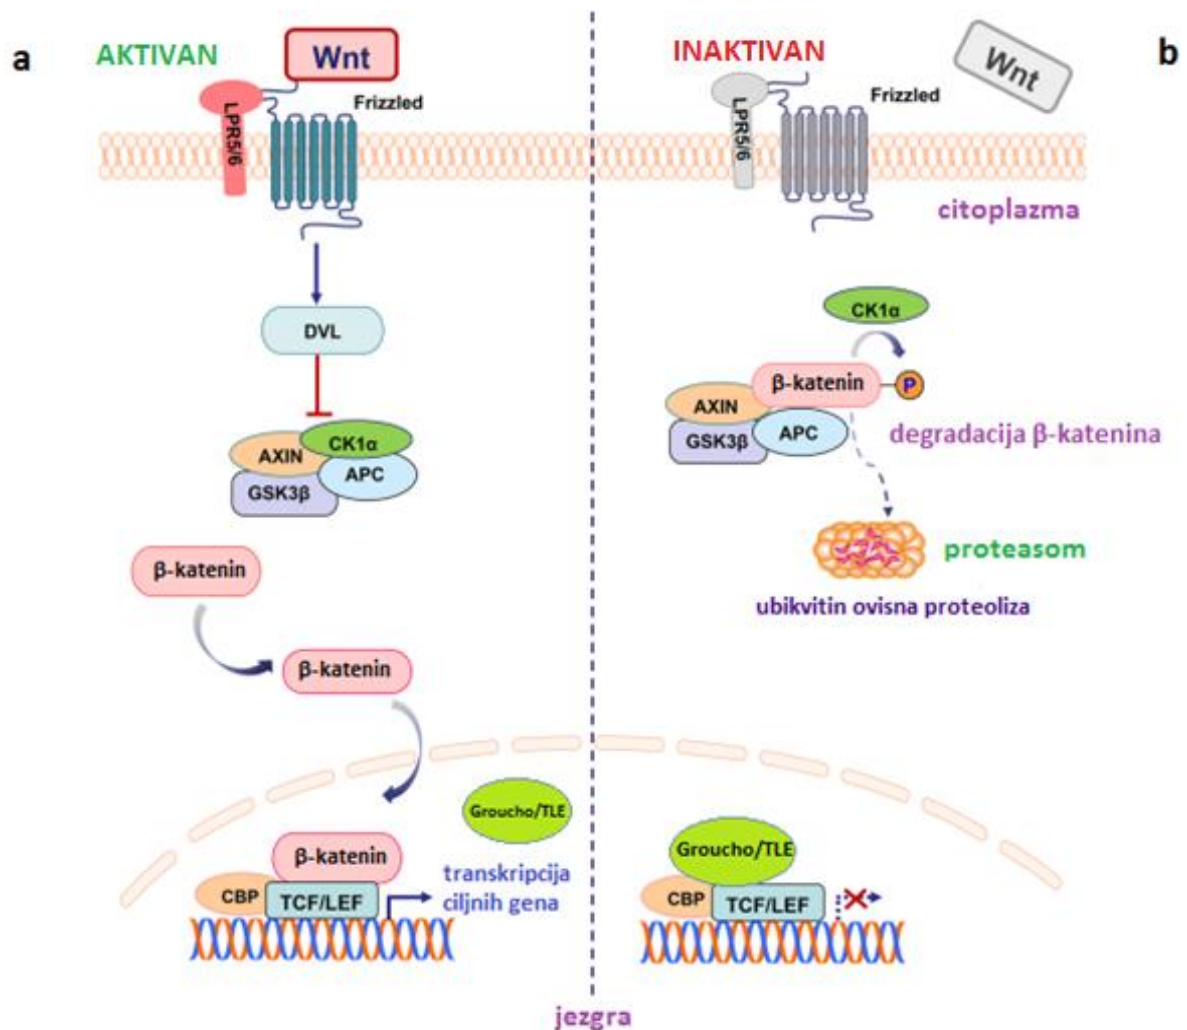 a
AKTIVAN
Wnt
LPR5/6
Frizzled
DVL
AXIN
CK1α
GSK3β
APC
β-katenin
β-katenin
Groucho/TLE
β-katenin
CBP
TCF/LEF
transkripcija
ciljnih gena
b
INAKTIVAN
Wnt
LPR5/6
Frizzled
citoplazma
CK1α
β-katenin
P
AXIN
GSK3β
APC
degradacija β-katenina
proteasom
ubikvitin ovisna proteoliza
Groucho/TLE
CBP
TCF/LEF
jezgra